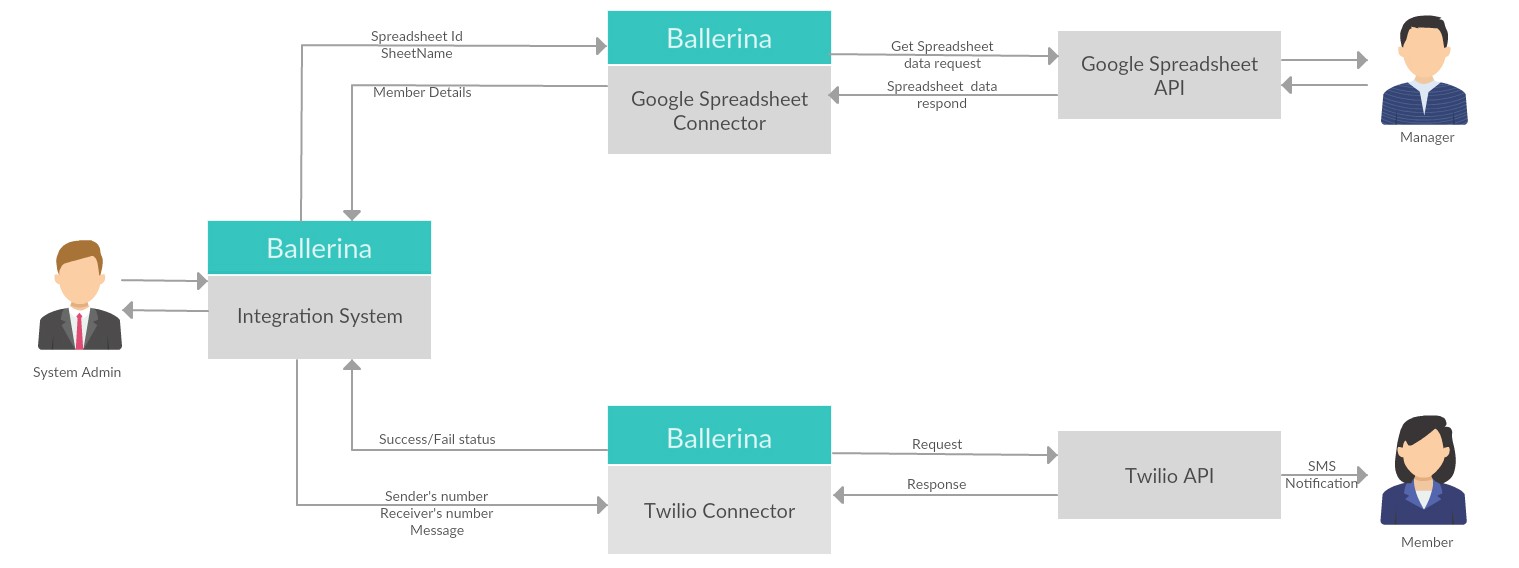 Spreadsheet Id
SheetName
Member Details
Ballerina
Google Spreadsheet
Connector
Get Spreadsheet
data request
Spreadsheet data
respond
Google Spreadsheet
API
Manager
System Admin
Ballerina
Integration System
Success/Fail status
Sender's number
Receiver's number
Message
Ballerina
Twilio Connector
Request
Response
Twilio API
SMS
Notification
Member